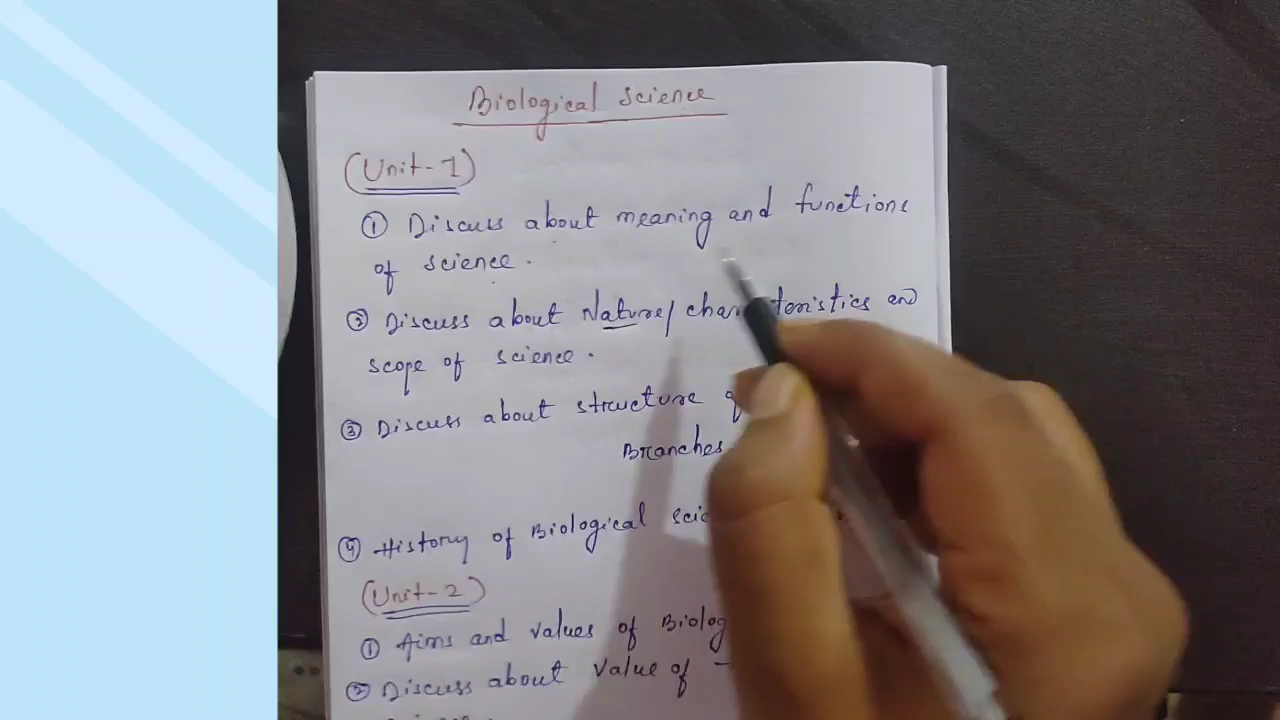 Biological Science
(Unit-1)
① Discuss about meaning and functions
of science.
② Discuss about Nature/ characteristics and
scope of science.
③ Discuss about structure
Branches
④ History of Biological
(Unit-2)
① Aims and values of
② Discuss about value of